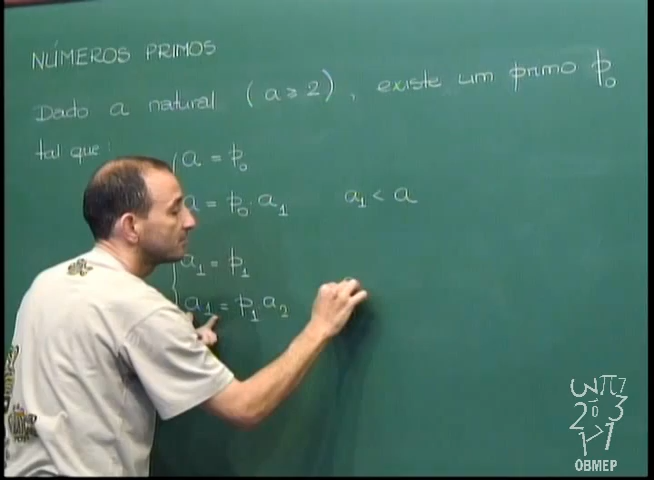 NÚMEROS PRIMOS
Dado a natural (a ≥ 2), existe um primo p₀
tal que:
a = p₀
a = p₀ · a₁    a₁ < a
a₁ = p₁
a₁ = p₁ a₂
OBMEP